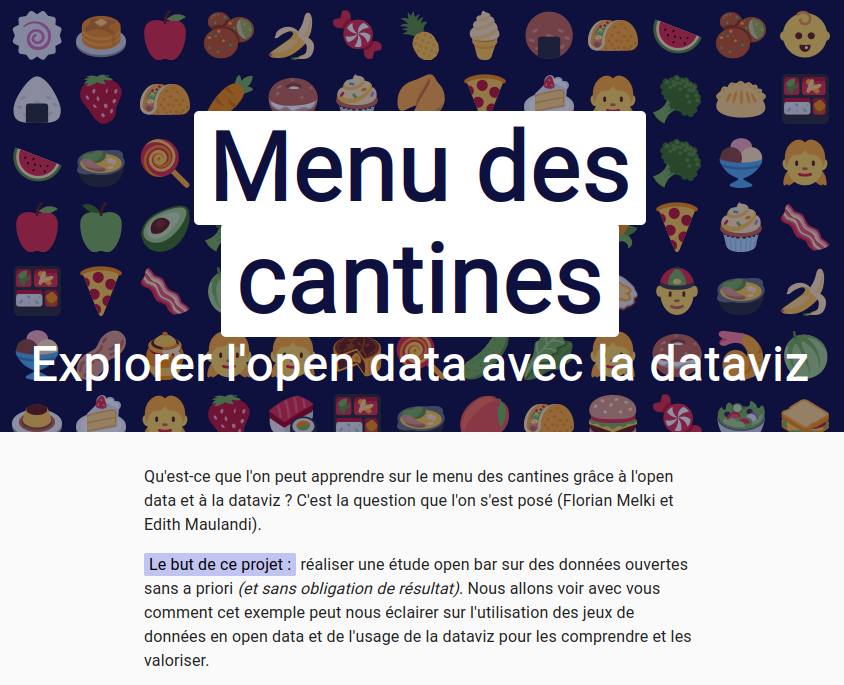 Menu des
cantines
Explorer l'open data avec la dataviz
Qu'est-ce que l'on peut apprendre sur le menu des cantines grâce à l'open
data et à la dataviz ? C'est la question que l'on s'est posé (Florian Melki et
Edith Maulandi).
Le but de ce projet : réaliser une étude open bar sur des données ouvertes
sans a priori (et sans obligation de résultat). Nous allons voir avec vous
comment cet exemple peut nous éclairer sur l'utilisation des jeux de
données en open data et de l'usage de la dataviz pour les comprendre et les
valoriser.